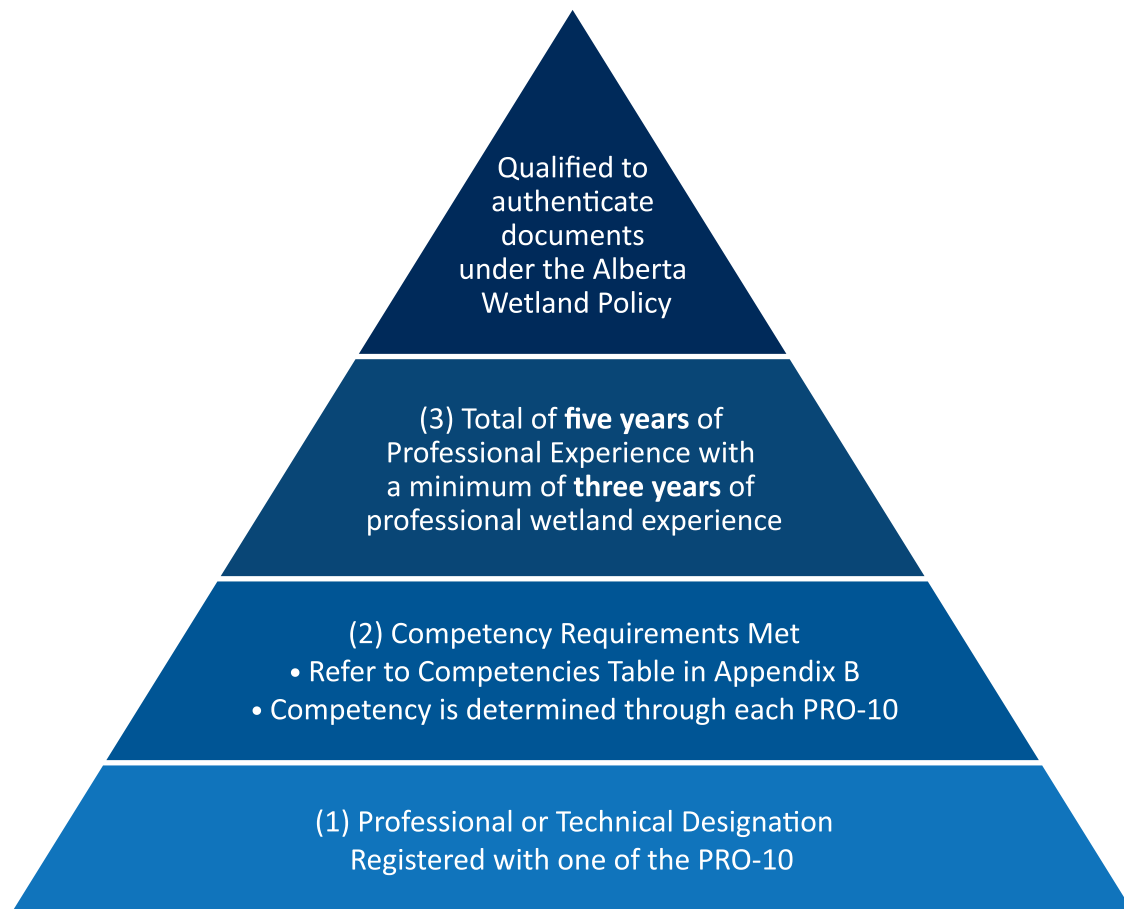 Qualified to
authenticate
documents
under the Alberta
Wetland Policy
(3) Total of five years of
Professional Experience with
a minimum of three years of
professional wetland experience
(2) Competency Requirements Met
• Refer to Competencies Table in Appendix B
• Competency is determined through each PRO-10
(1) Professional or Technical Designation
Registered with one of the PRO-10